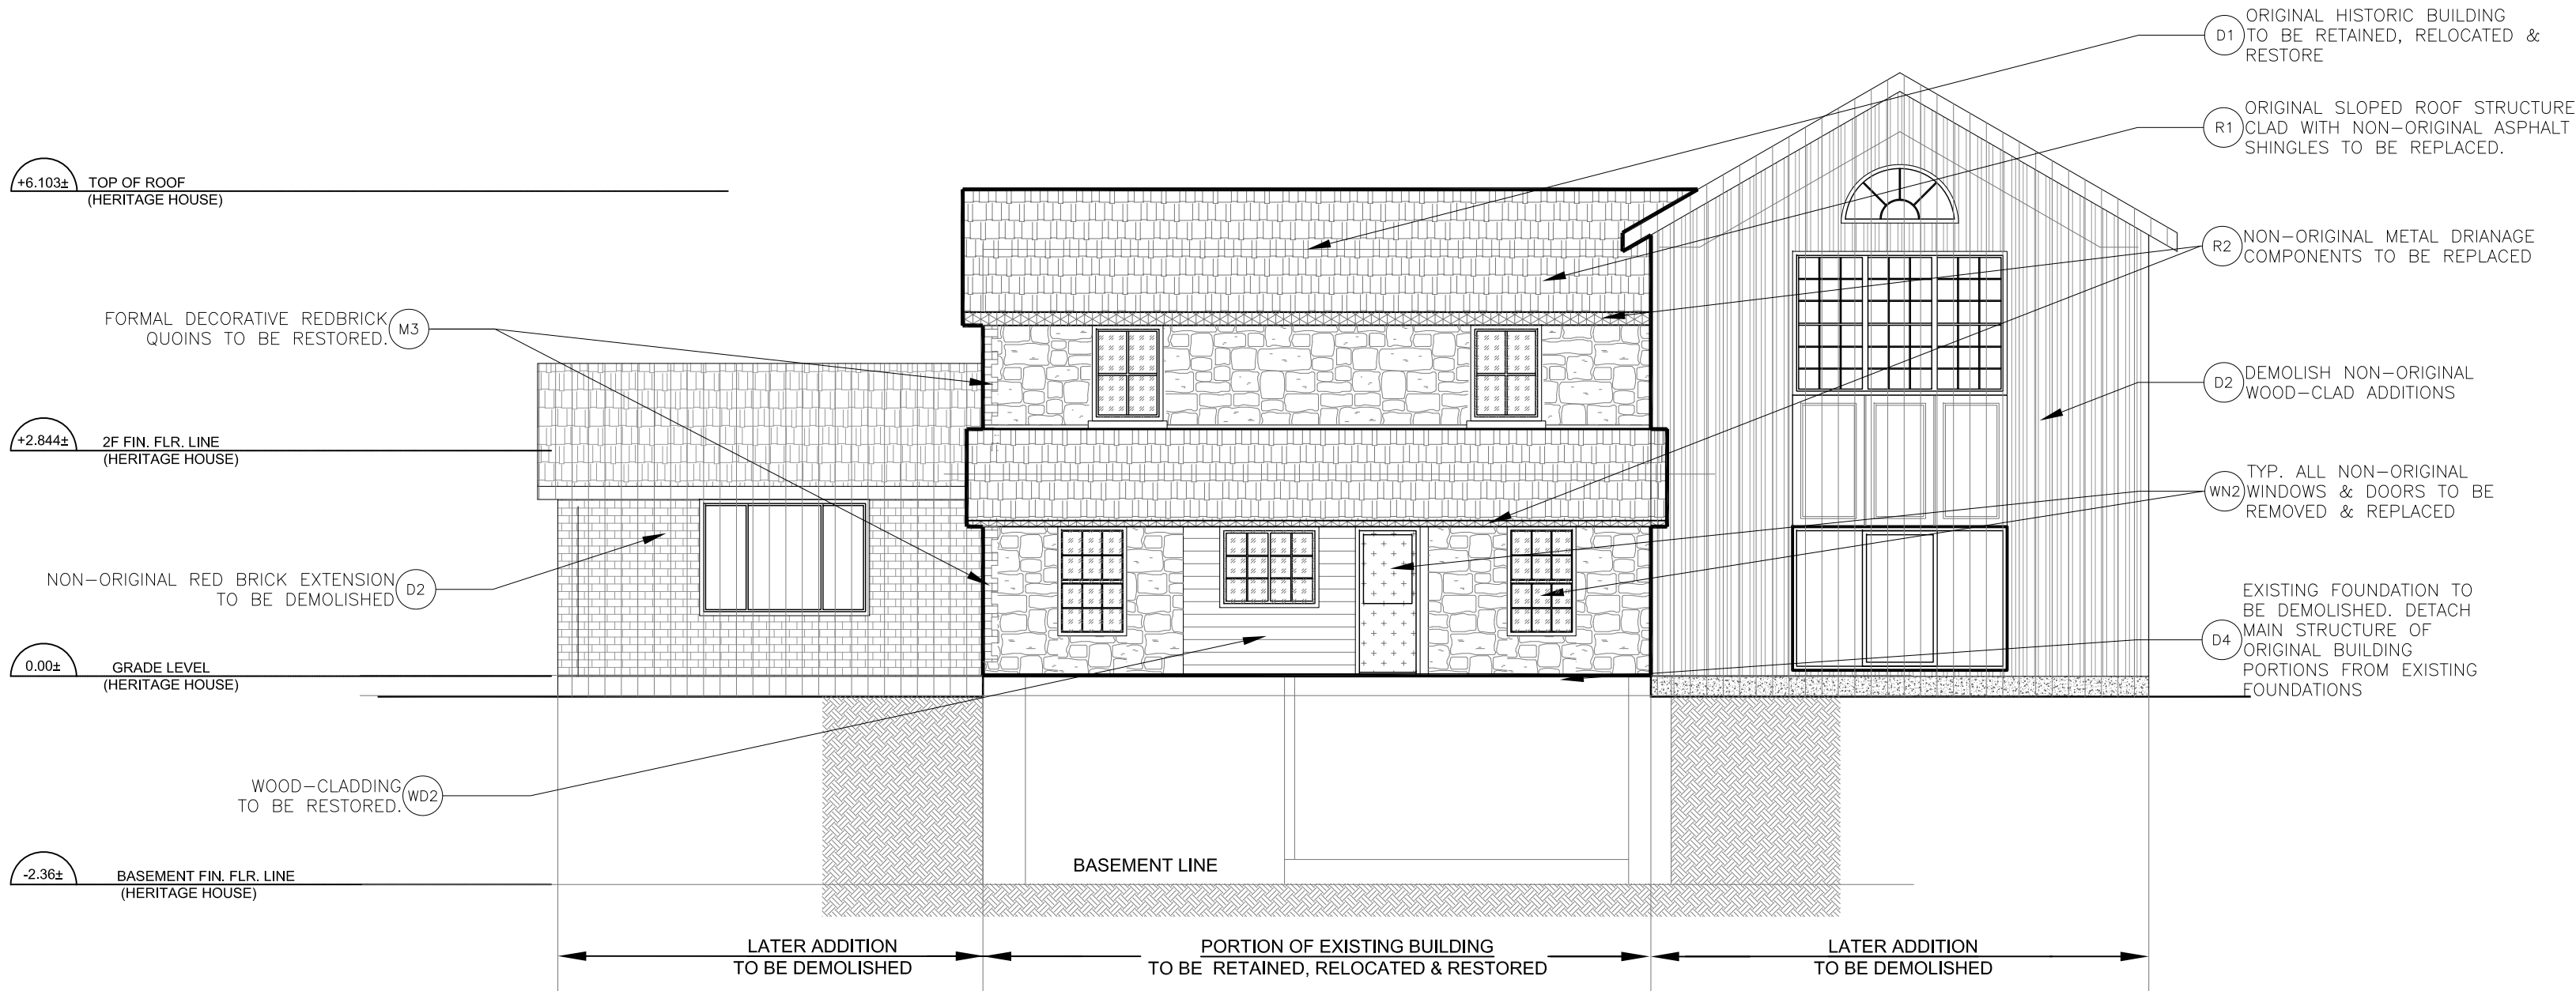 D1
ORIGINAL HISTORIC BUILDING
TO BE RETAINED, RELOCATED &
RESTORE
R1
ORIGINAL SLOPED ROOF STRUCTURE
CLAD WITH NON-ORIGINAL ASPHALT
SHINGLES TO BE REPLACED.
+6.103±
TOP OF ROOF
(HERITAGE HOUSE)
R2
NON-ORIGINAL METAL DRIANAGE
COMPONENTS TO BE REPLACED
FORMAL DECORATIVE REDBRICK
QUOINS TO BE RESTORED.
M3
D2
DEMOLISH NON-ORIGINAL
WOOD-CLAD ADDITIONS
+2.844±
2F FIN. FLR. LINE
(HERITAGE HOUSE)
WN2
TYP. ALL NON-ORIGINAL
WINDOWS & DOORS TO BE
REMOVED & REPLACED
NON-ORIGINAL RED BRICK EXTENSION
TO BE DEMOLISHED
D2
D4
EXISTING FOUNDATION TO
BE DEMOLISHED. DETACH
MAIN STRUCTURE OF
ORIGINAL BUILDING
PORTIONS FROM EXISTING
FOUNDATIONS
0.00±
GRADE LEVEL
(HERITAGE HOUSE)
WOOD-CLADDING
TO BE RESTORED.
WD2
-2.36±
BASEMENT FIN. FLR. LINE
(HERITAGE HOUSE)
BASEMENT LINE
LATER ADDITION
TO BE DEMOLISHED
PORTION OF EXISTING BUILDING
TO BE RETAINED, RELOCATED & RESTORED
LATER ADDITION
TO BE DEMOLISHED